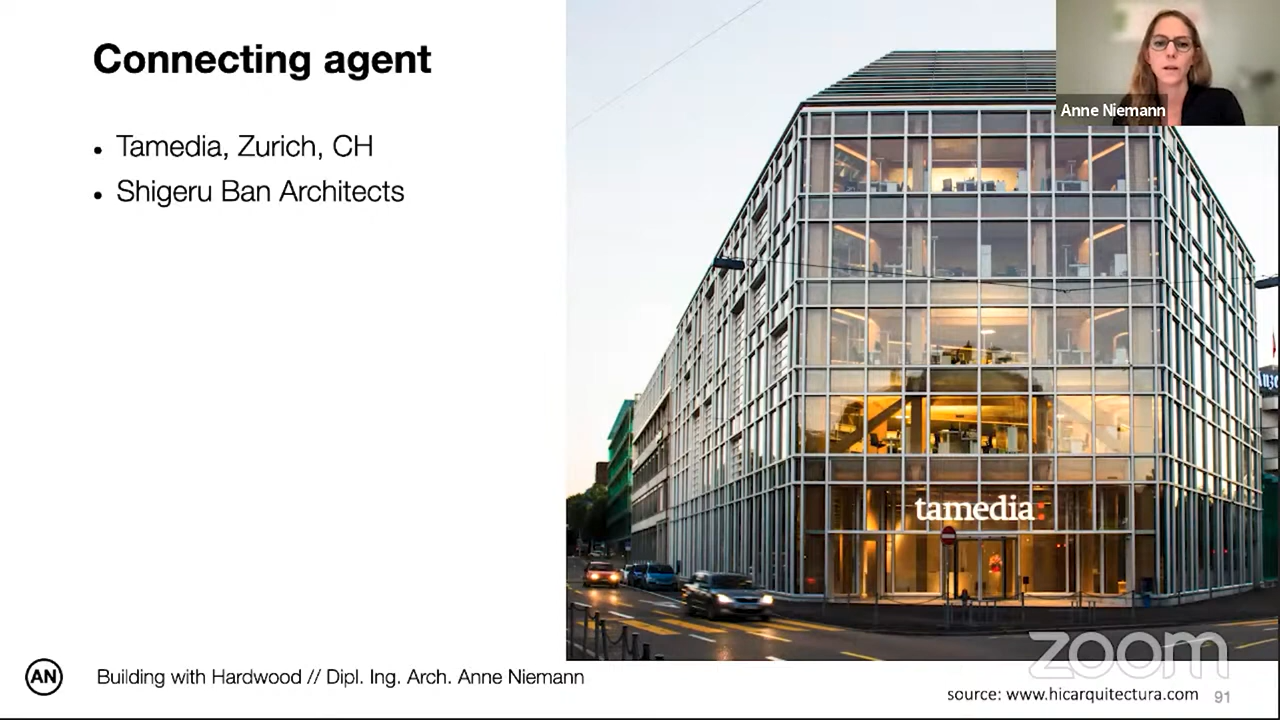 Connecting agent
• Tamedia, Zurich, CH
• Shigeru Ban Architects
Anne Niemann
tamedia:
zoom
AN
Building with Hardwood // Dipl. Ing. Arch. Anne Niemann
source: www.hicarquitectura.com
91